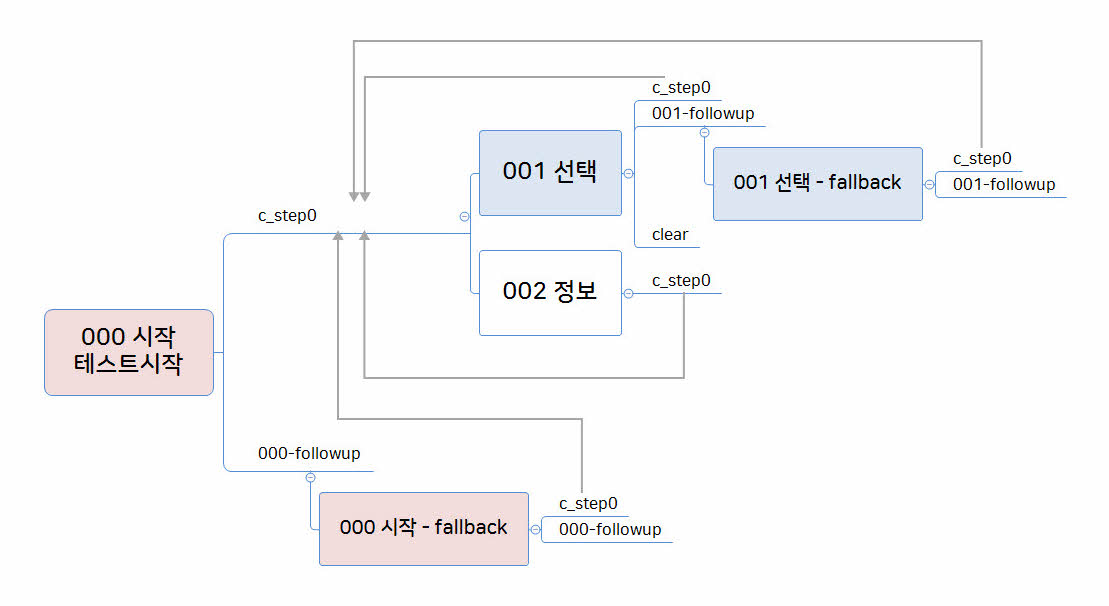 c_step0
001-followup
001 선택
c_step0
001-followup
001 선택 - fallback
clear
c_step0
002 정보
c_step0
000 시작
테스트시작
000-followup
c_step0
000 시작 - fallback
000-followup